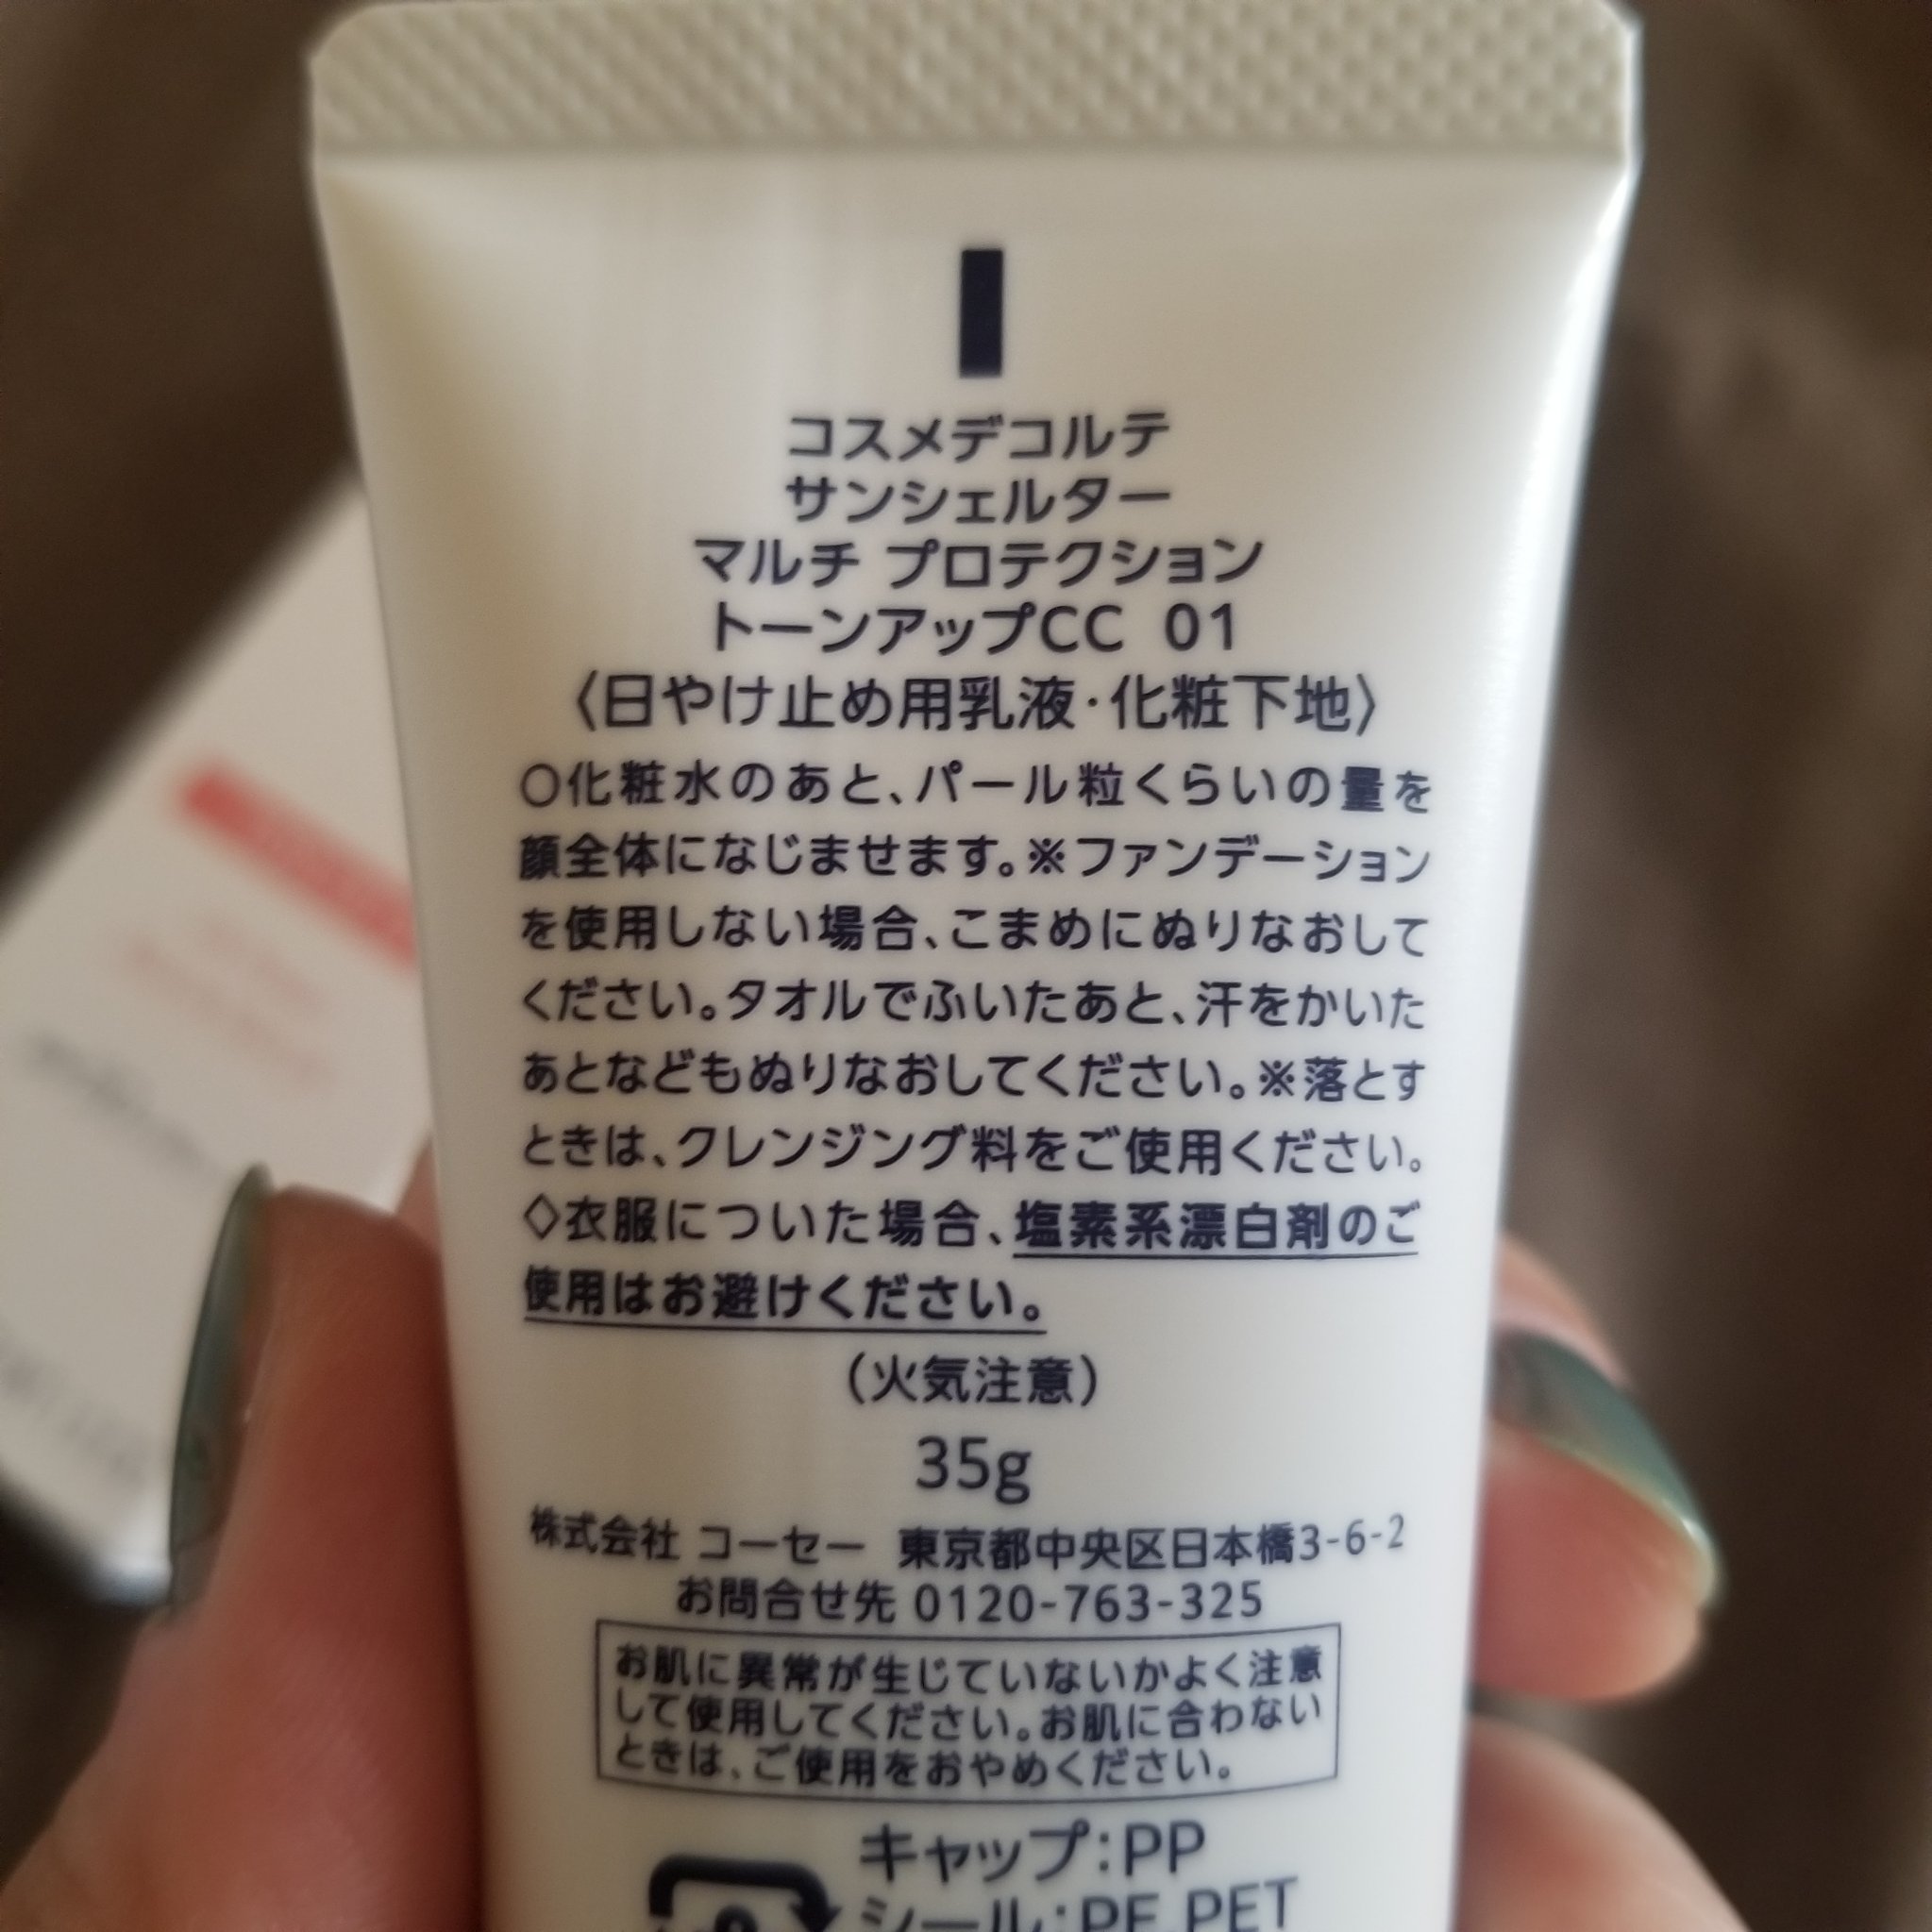 コスメデコルテ
サンシェルター
マルチ プロテクション
トーンアップCC 01
〈日やけ止め用乳液・化粧下地〉
○化粧水のあと、パール粒くらいの量を
顔全体になじませます。※ファンデーション
を使用しない場合、こまめにぬりなおして
ください。タオルでふいたあと、汗をかいた
あとなどもぬりなおしてください。※落とす
ときは、クレンジング料をご使用ください。
◇衣服についた場合、塩素系漂白剤のご
使用はお避けください。
(火気注意)
35g
株式会社 コーセー 東京都中央区日本橋3-6-2
お問合せ先 0120-763-325
お肌に異常が生じていないかよく注意
して使用してください。お肌に合わない
ときは、ご使用をおやめください。
キャップ:PP
シール:PE,PET